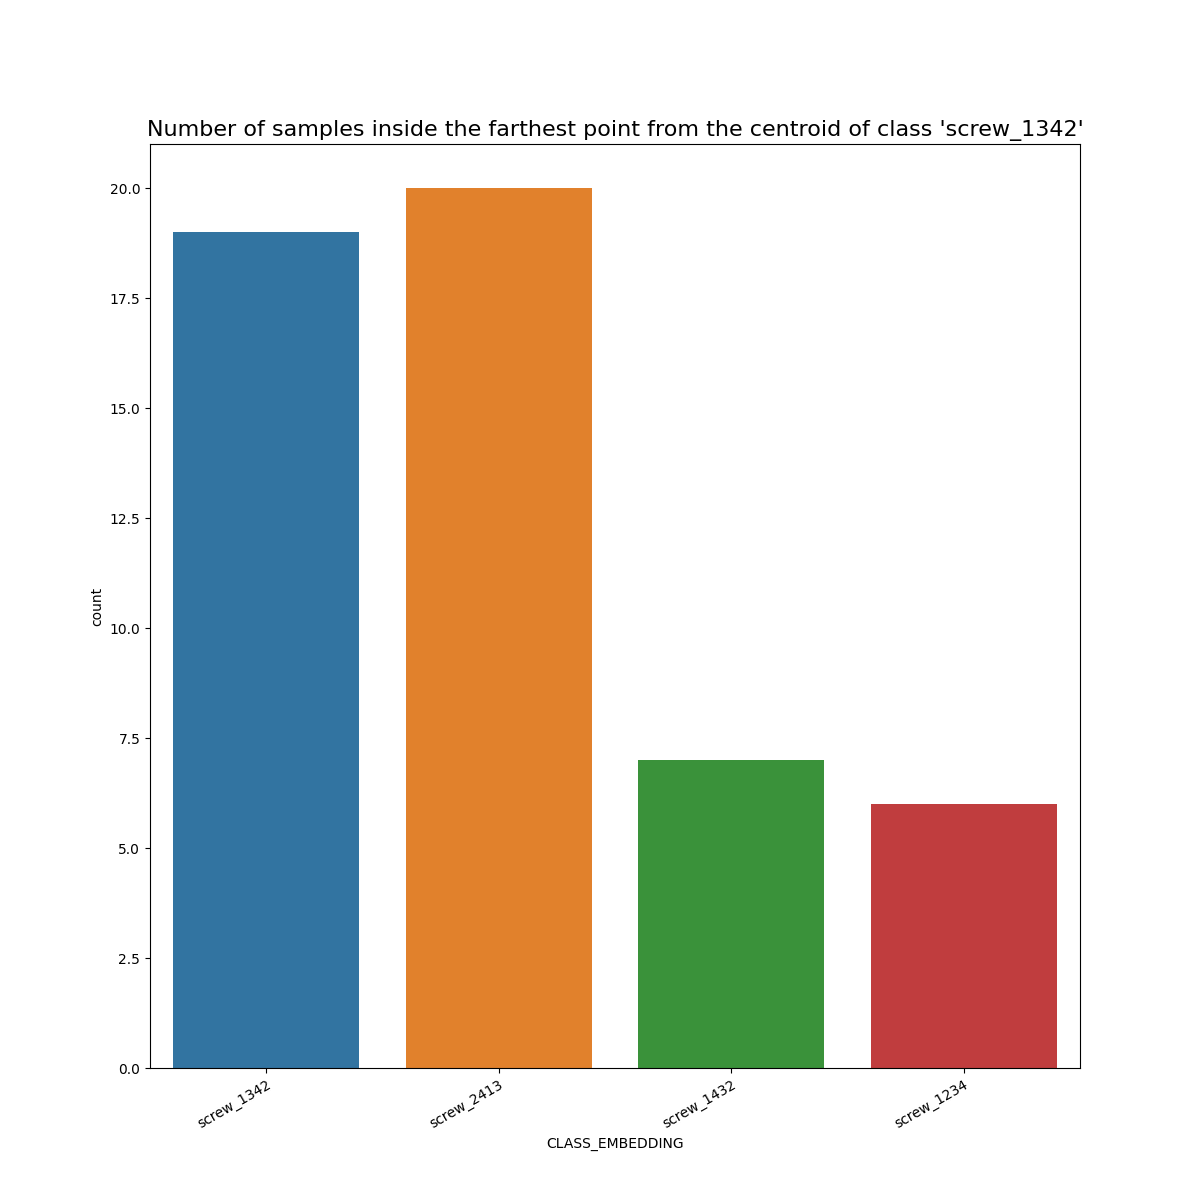 Number of samples inside the farthest point from the centroid of class 'screw_1342'
20.0
17.5
15.0
12.5
10.0
7.5
5.0
2.5
0.0
count
screw_1342
screw_2413
screw_1432
screw_1234
CLASS_EMBEDDING